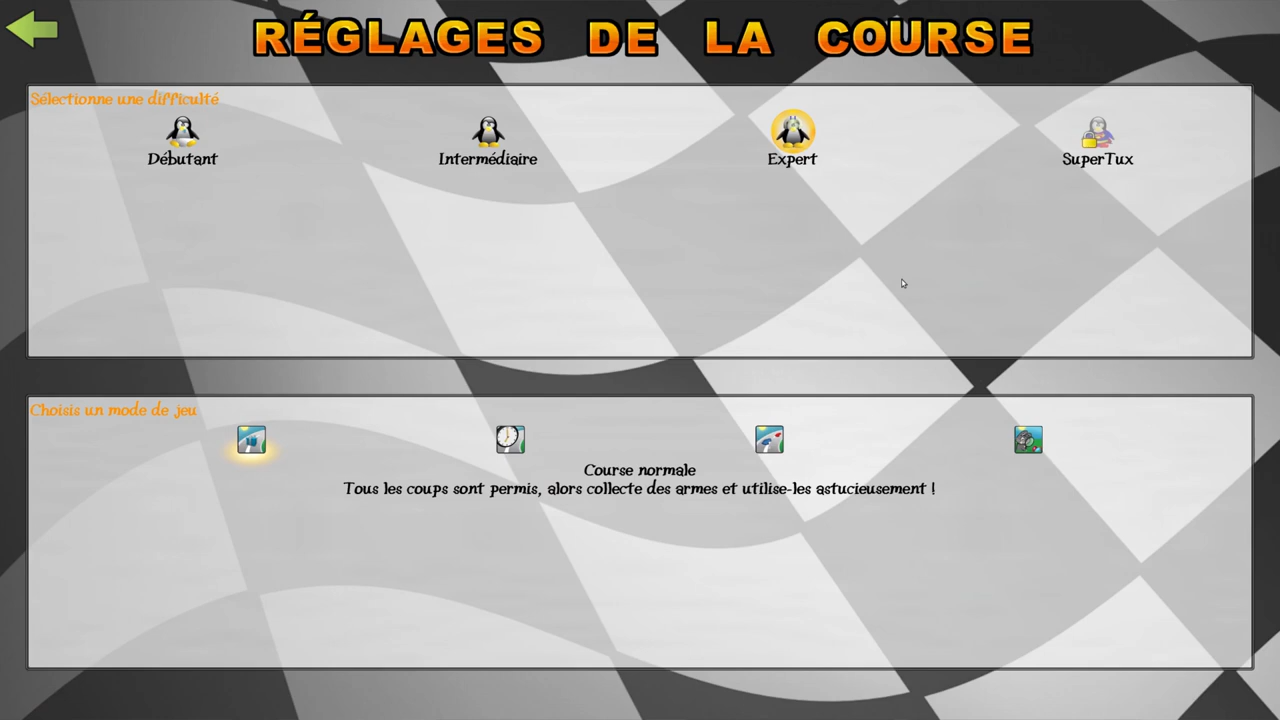 RÉGLAGES DE LA COURSE
Sélectionne une difficulté
Débutant
Intermédiaire
Expert
SuperTux
Choisis un mode de jeu
Course normale
Tous les coups sont permis, alors collecte des armes et utilise-les astucieusement !